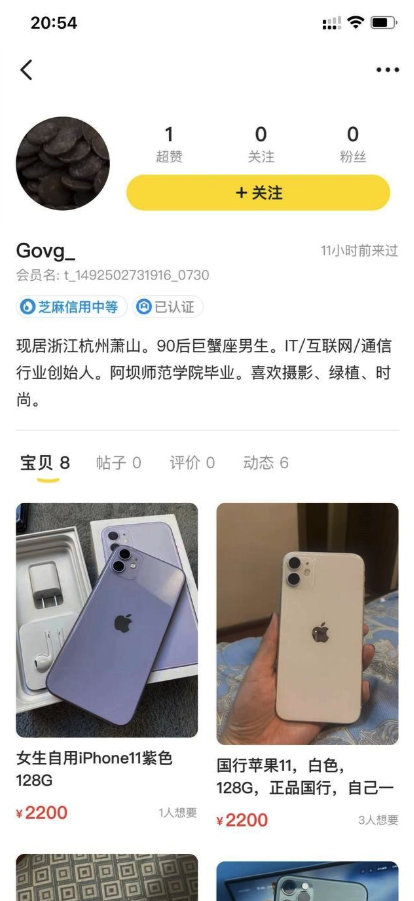 20:54
1
0
0
超赞
关注
粉丝
+ 关注
Govg_
11小时前来过
会员名: t_1492502731916_0730
芝麻信用中等
已认证
现居浙江杭州萧山。90后巨蟹座男生。IT/互联网/通信
行业创始人。阿坝师范学院毕业。喜欢摄影、绿植、时
尚。
宝贝 8
帖子 0
评价 0
动态 6
女生自用iPhone11紫色
128G
¥2200
1人想要
国行苹果11，白色，
128G，正品国行，自己一
¥2200
3人想要